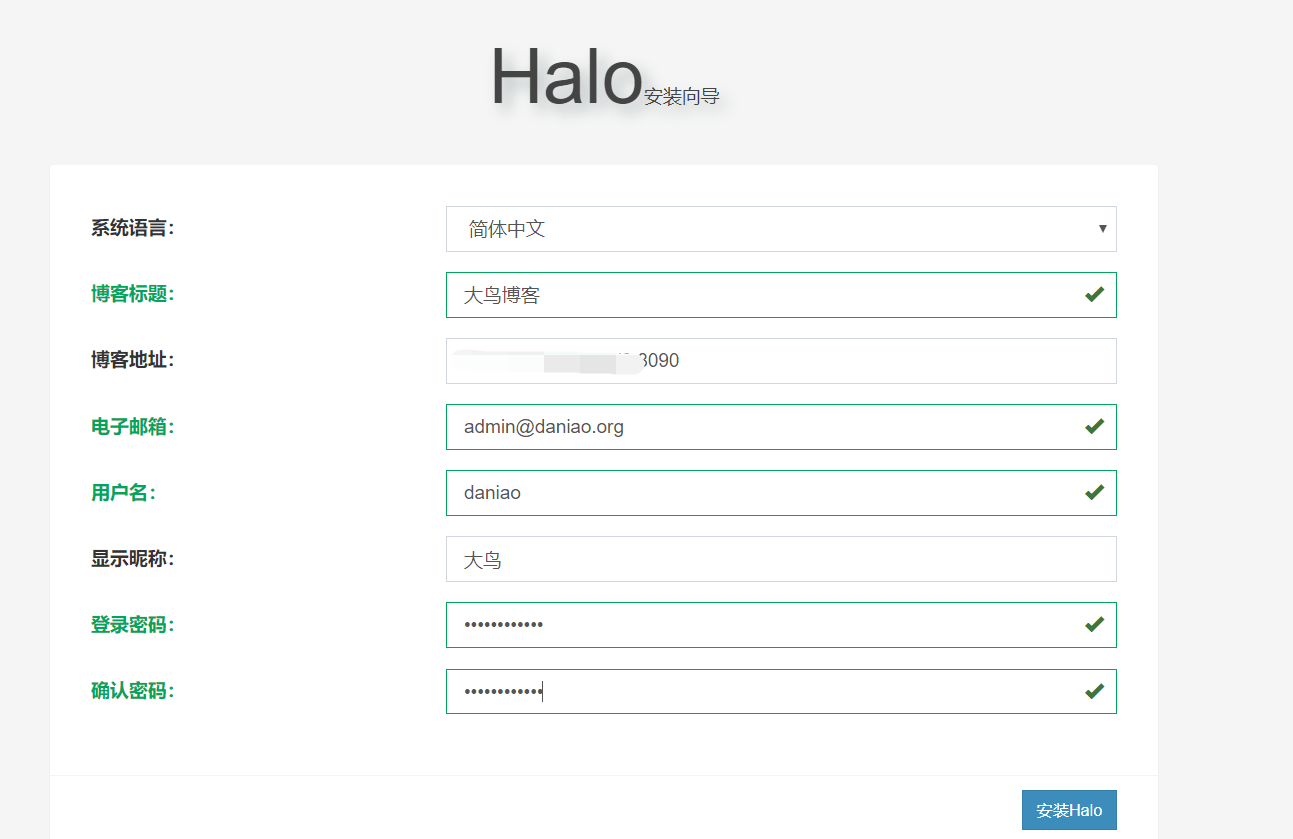 Halo安装向导
系统语言： 简体中文
博客标题： 大鸟博客
博客地址： 8090
电子邮箱： admin@daniao.org
用户名： daniao
显示昵称： 大鸟
登录密码： ••••••••••••
确认密码： ••••••••••••
安装Halo